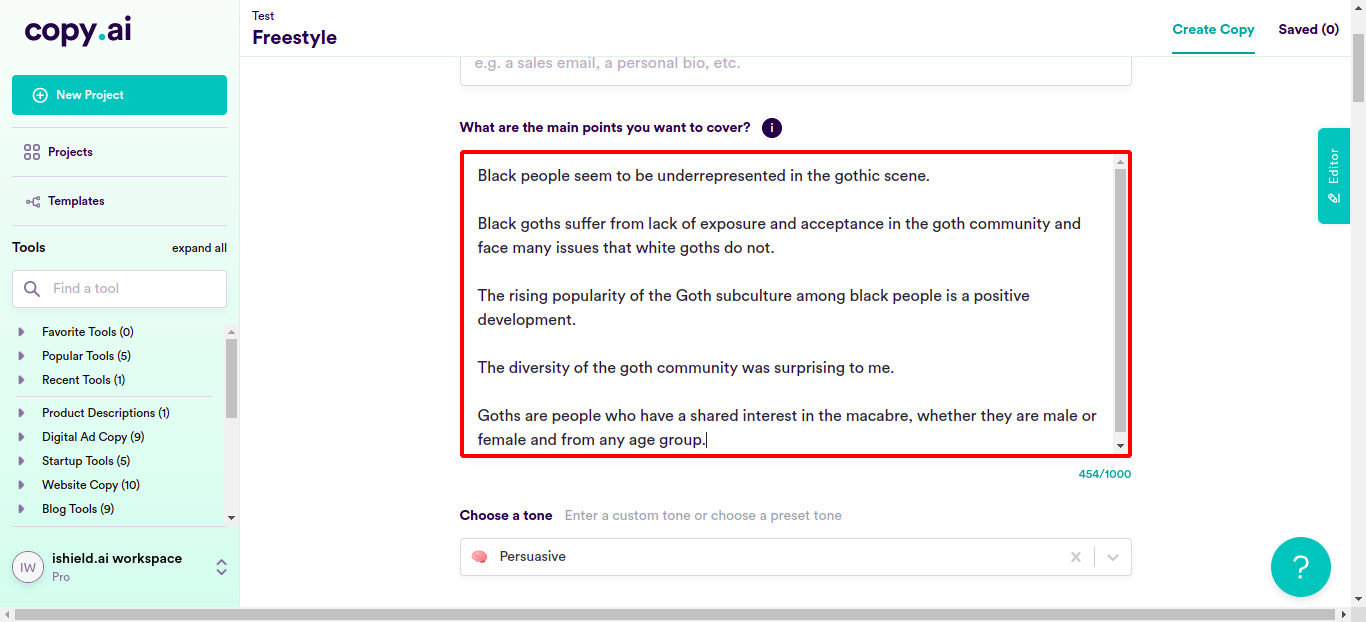 copy.ai
New Project
Projects
Templates
Tools
expand all
Find a tool
Favorite Tools (0)
Popular Tools (5)
Recent Tools (1)
Product Descriptions (1)
Digital Ad Copy (9)
Startup Tools (5)
Website Copy (10)
Blog Tools (9)
IW
ishield.ai workspace
Pro
Test
Freestyle
Create Copy
Saved (0)
e.g. a sales email, a personal bio, etc.
What are the main points you want to cover?
i
Black people seem to be underrepresented in the gothic scene.
Black goths suffer from lack of exposure and acceptance in the goth community and
face many issues that white goths do not.
The rising popularity of the Goth subculture among black people is a positive
development.
The diversity of the goth community was surprising to me.
Goths are people who have a shared interest in the macabre, whether they are male or
female and from any age group.
454/1000
Choose a tone
Enter a custom tone or choose a preset tone
Persuasive
Editor
?